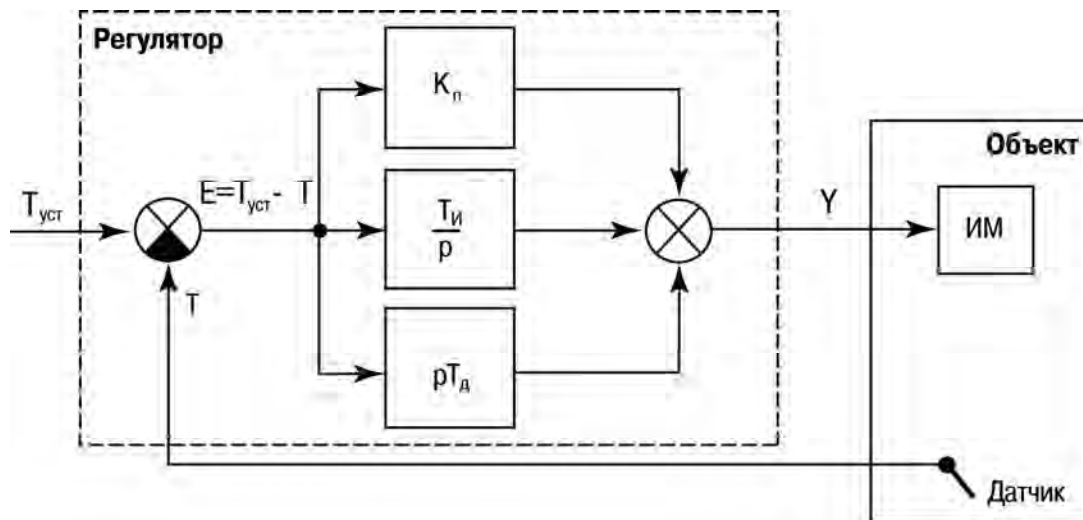 Регулятор
Kп
Объект
Tуст
E=Tуст- T
TИ
p
Y
ИМ
T
pTд
Датчик